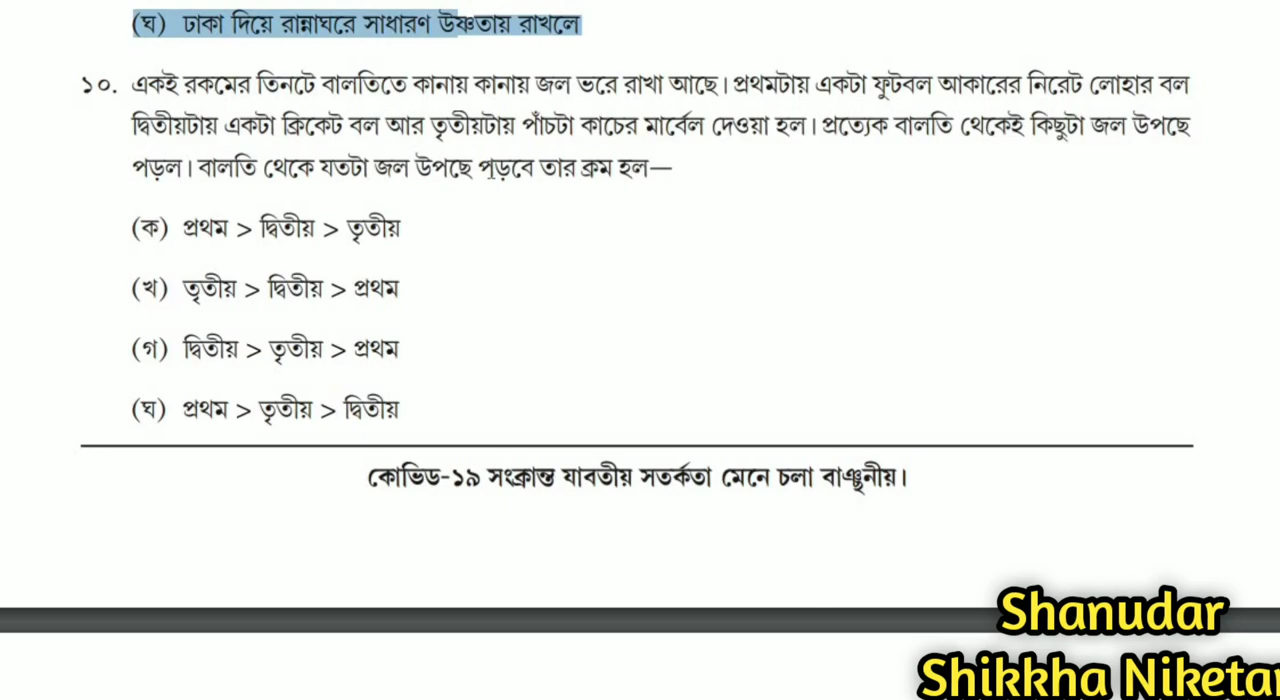 (ঘ) ঢাকা দিয়ে রান্নাঘরে সাধারণ উষ্ণতায় রাখলে
১০. একই রকমের তিনটে বালতিতে কানায় কানায় জল ভরে রাখা আছে। প্রথমটায় একটা ফুটবল আকারের নিরেট লোহার বল
দ্বিতীয়টায় একটা ক্রিকেট বল আর তৃতীয়টায় পাঁচটা কাচের মার্বেল দেওয়া হল। প্রত্যেক বালতি থেকেই কিছুটা জল উপছে
পড়ল। বালতি থেকে যতটা জল উপছে পড়বে তার ক্রম হল—
(ক) প্রথম > দ্বিতীয় > তৃতীয়
(খ) তৃতীয় > দ্বিতীয় > প্রথম
(গ) দ্বিতীয় > তৃতীয় > প্রথম
(ঘ) প্রথম > তৃতীয় > দ্বিতীয়
কোভিড-১৯ সংক্রান্ত যাবতীয় সতর্কতা মেনে চলা বাঞ্ছনীয়।
Shanudar
Shikkha Niketa